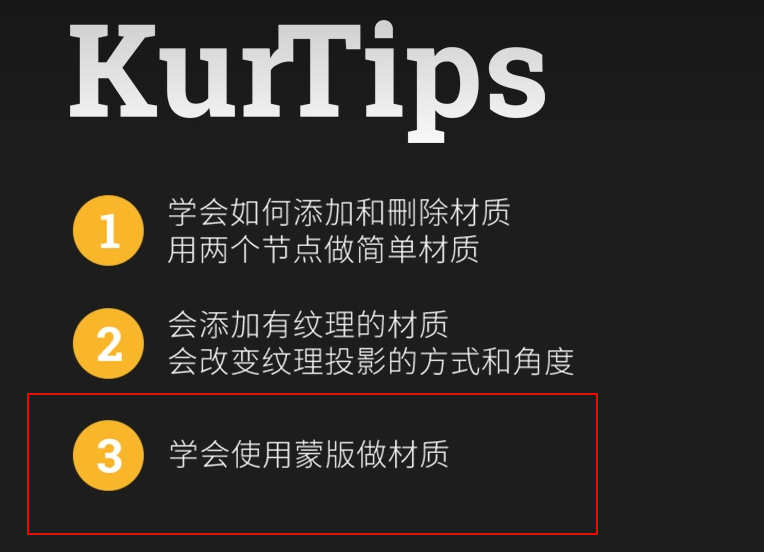 KurTips
1
学会如何添加和删除材质
用两个节点做简单材质
2
会添加有纹理的材质
会改变纹理投影的方式和角度
3
学会使用蒙版做材质